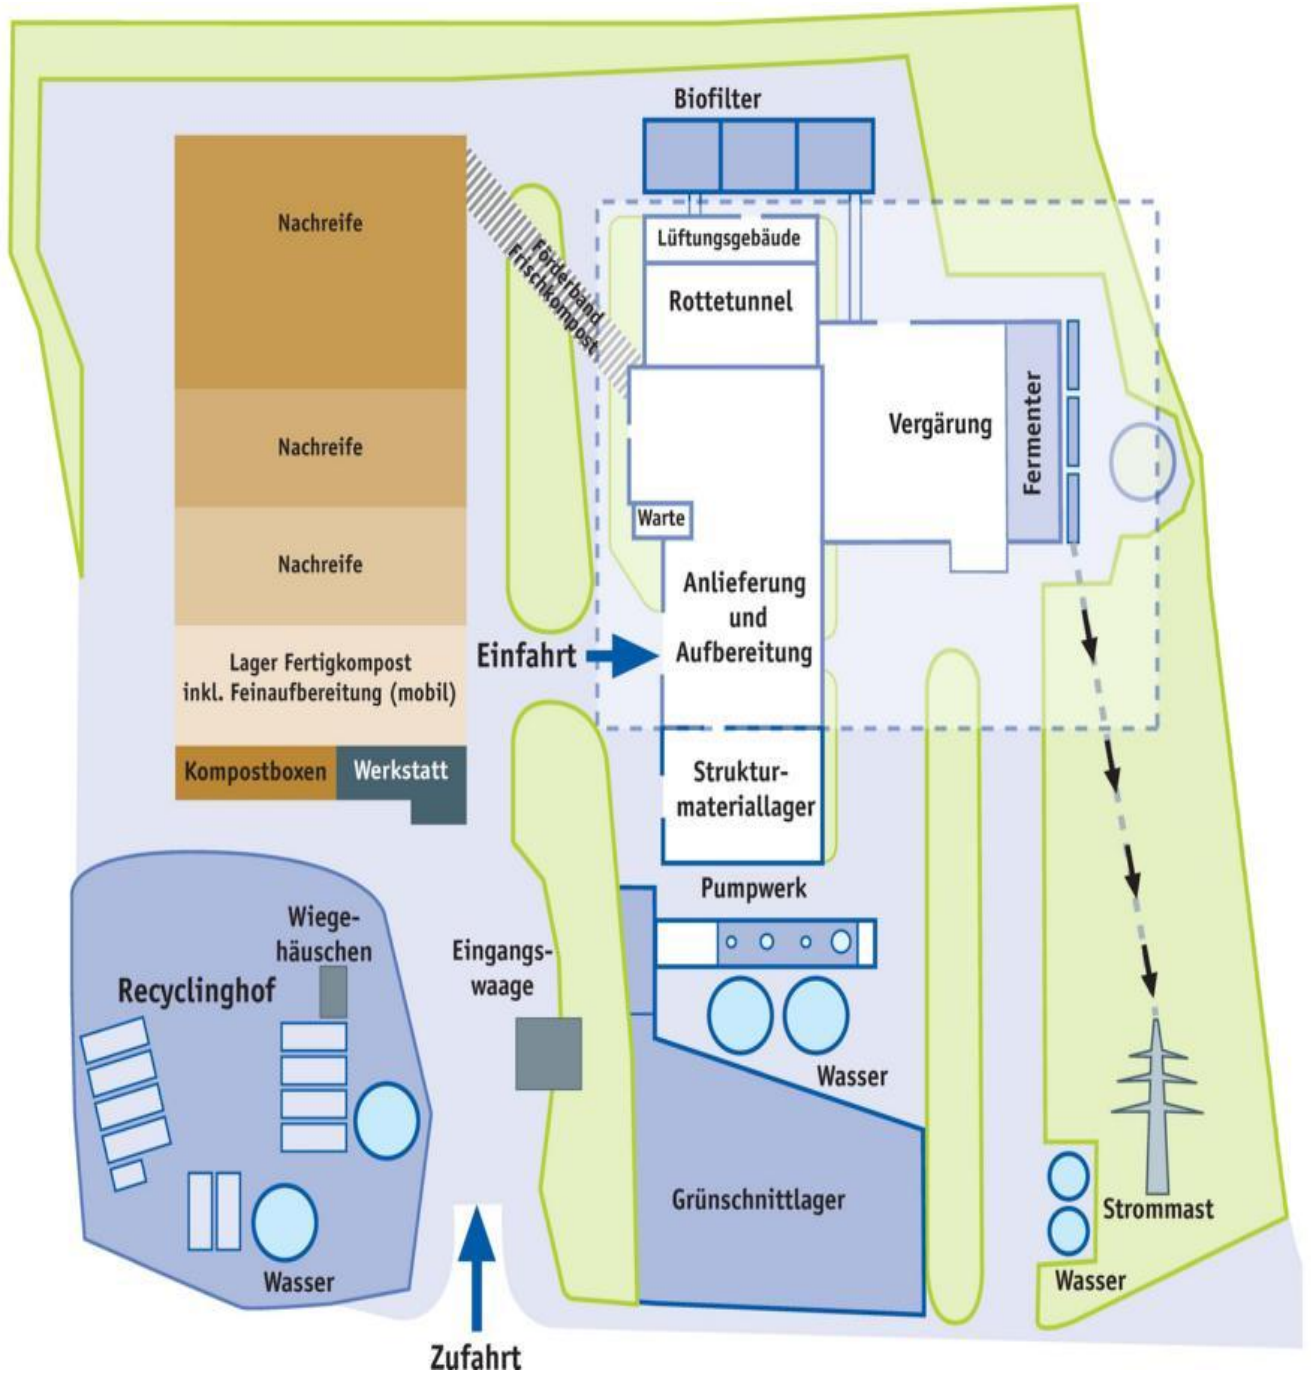 Biofilter
Nachreife
Förderband
Frischkompost
Lüftungsgebäude
Rottetunnel
Nachreife
Vergärung
Fermenter
Warte
Nachreife
Anlieferung
und
Aufbereitung
Einfahrt
Lager Fertigkompost
inkl. Feinaufbereitung (mobil)
Kompostboxen
Werkstatt
Struktur-
materiallager
Pumpwerk
Wiege-
häuschen
Eingangs-
waage
Recyclinghof
Wasser
Grünschnittlager
Strommast
Wasser
Wasser
Zufahrt